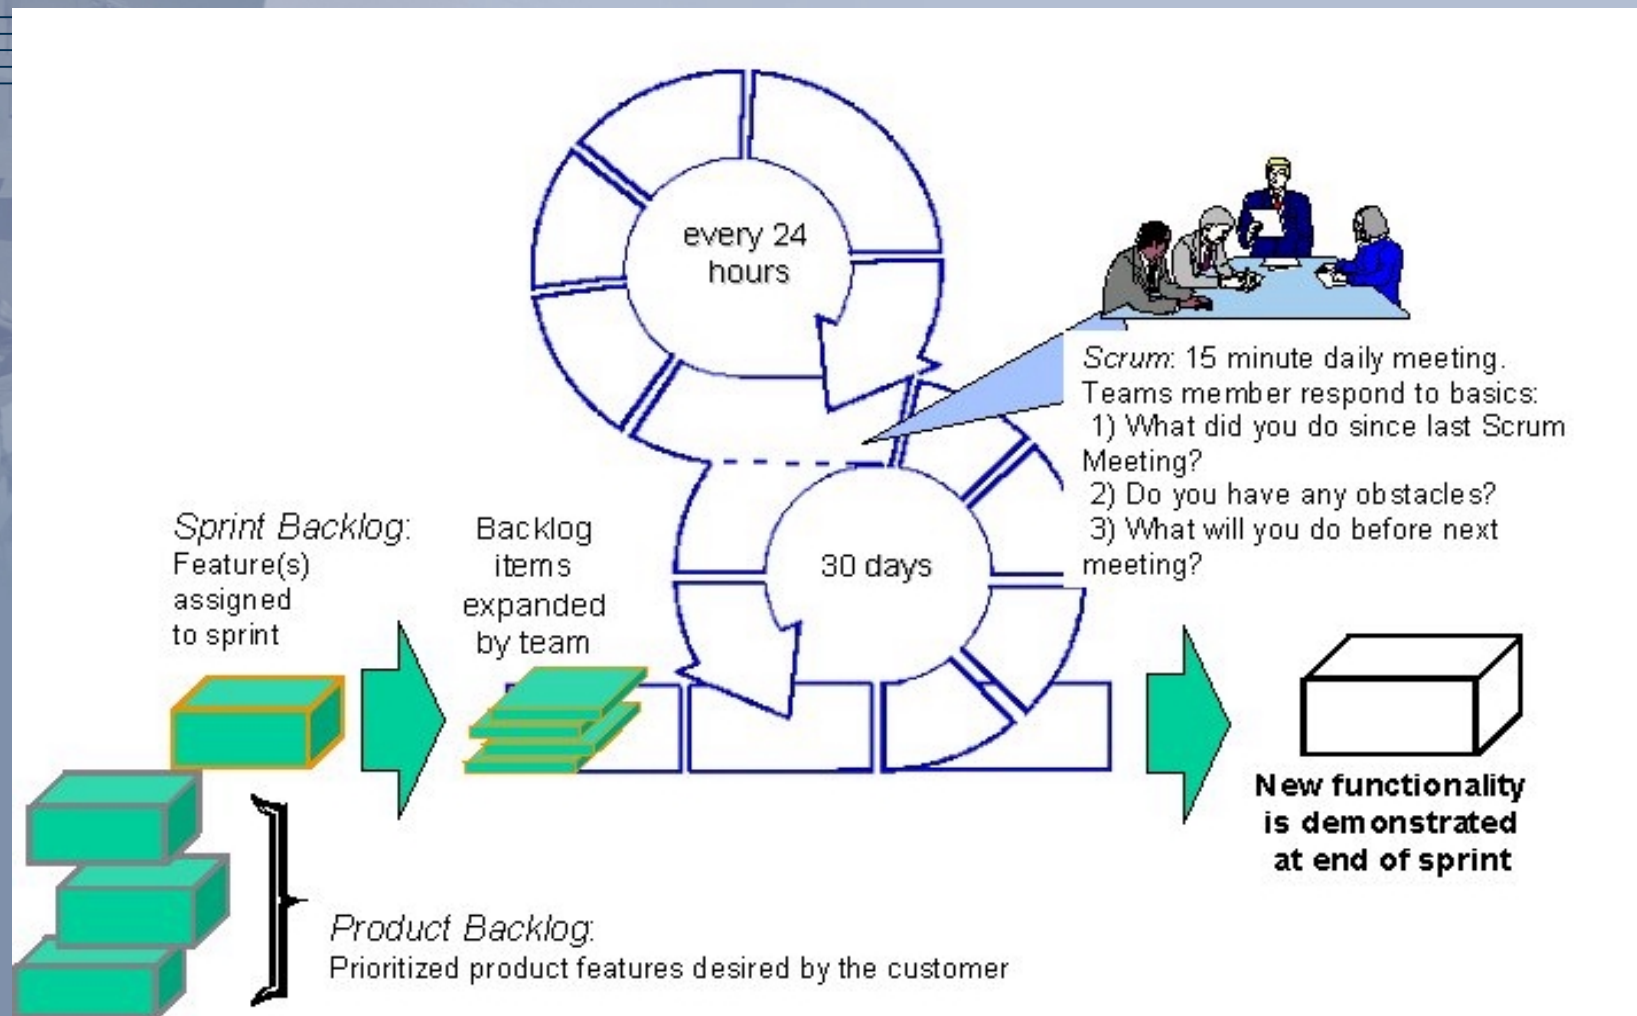 every 24
hours
Scrum: 15 minute daily meeting.
Teams member respond to basics:
1) What did you do since last Scrum
Meeting?
2) Do you have any obstacles?
3) What will you do before next
meeting?
Sprint Backlog:
Feature(s)
assigned
to sprint
Backlog
items
expanded
by team
30 days
New functionality
is demonstrated
at end of sprint
Product Backlog:
Prioritized product features desired by the customer